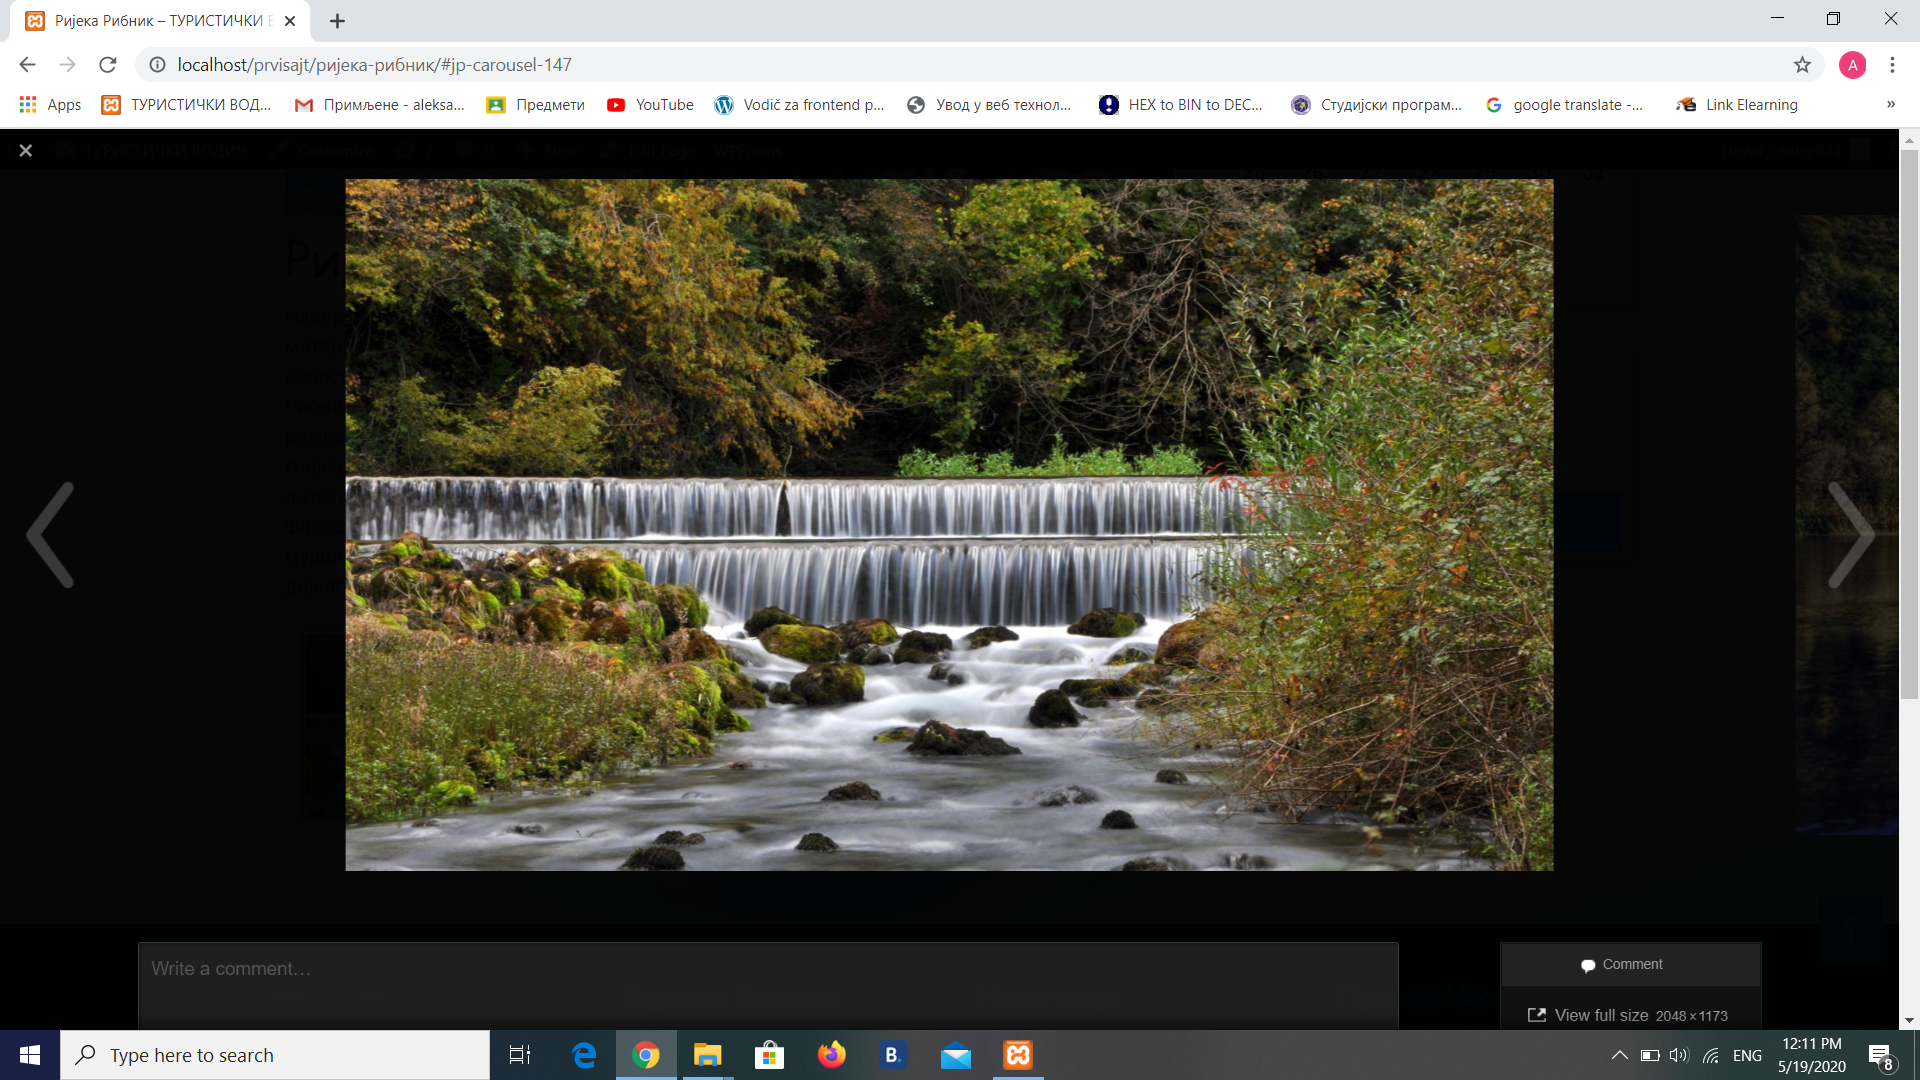 Ријека Рибник – ТУРИСТИЧКИ В
localhost/prvisajt/ријека-рибник/#jp-carousel-147
A
Apps
ТУРИСТИЧКИ ВОД...
Примљене - aleksa...
Предмети
YouTube
Vodič za frontend p...
Увод у веб технол...
HEX to BIN to DEC...
Студијски програм...
google translate -...
Link Elearning
»
Ри
Write a comment...
Comment
View full size 2048×1173
Type here to search
B.
ENG
12:11 PM
5/19/2020
8